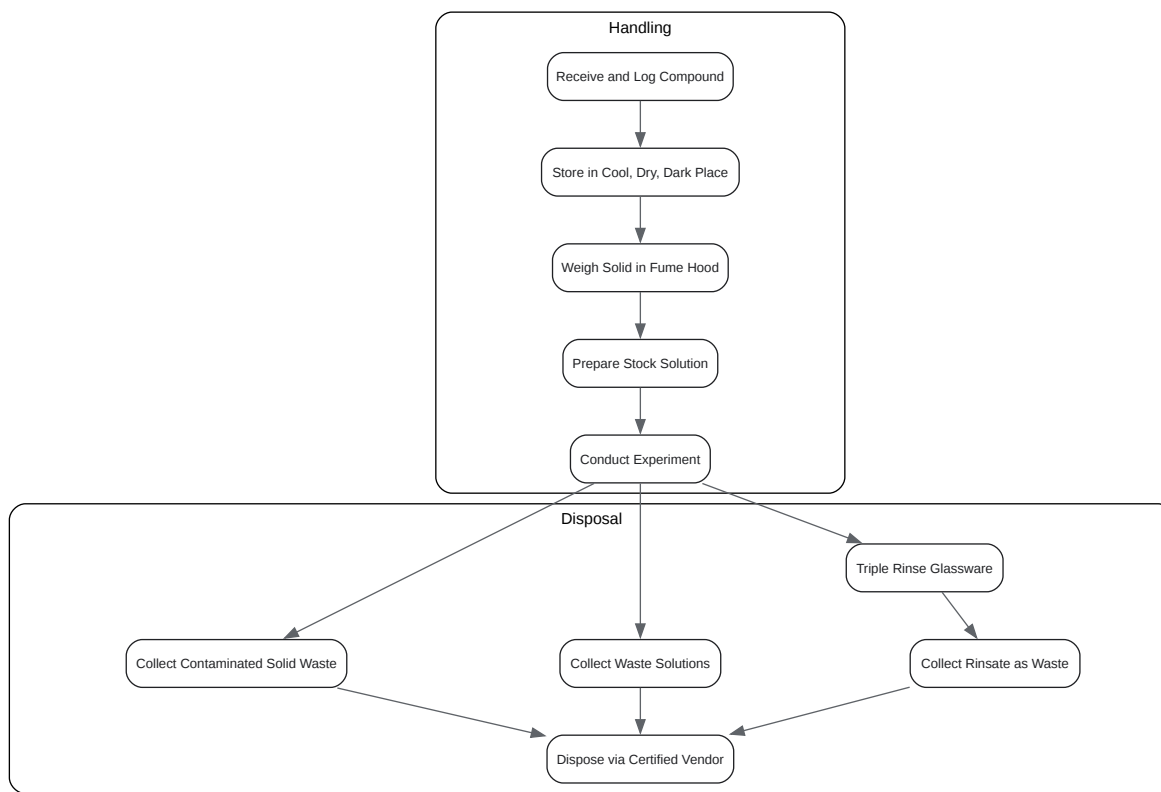 Handling
Receive and Log Compound
Store in Cool, Dry, Dark Place
Weigh Solid in Fume Hood
Prepare Stock Solution
Conduct Experiment
Disposal
Triple Rinse Glassware
Collect Contaminated Solid Waste
Collect Waste Solutions
Collect Rinsate as Waste
Dispose via Certified Vendor